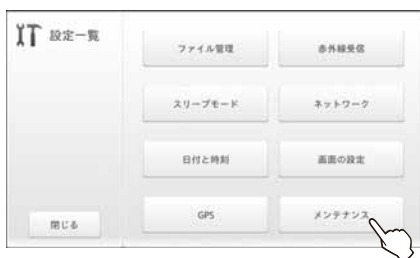 設定一覧
ファイル管理
赤外線受信
スリープモード
ネットワーク
日付と時刻
画面の設定
GPS
メンテナンス
閉じる